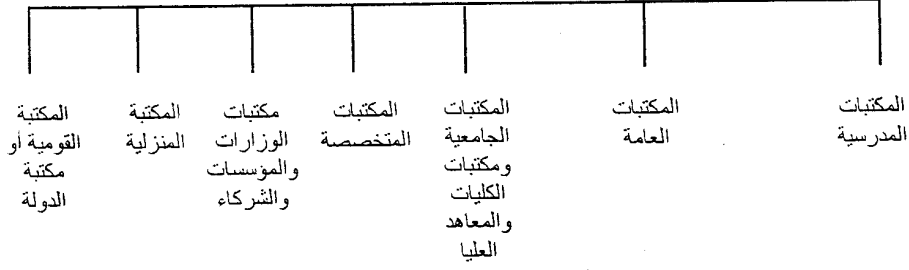 المكتبات
المدرسية
المكتبات
العامة
المكتبات
الجامعية
ومكتبات
الكليات
والمعاهد
العليا
المكتبات
المتخصصة
مكتبات
الوزارات
والمؤسسات
والشركاء
المكتبة
المنزلية
المكتبة
القومية أو
مكتبة
الدولة